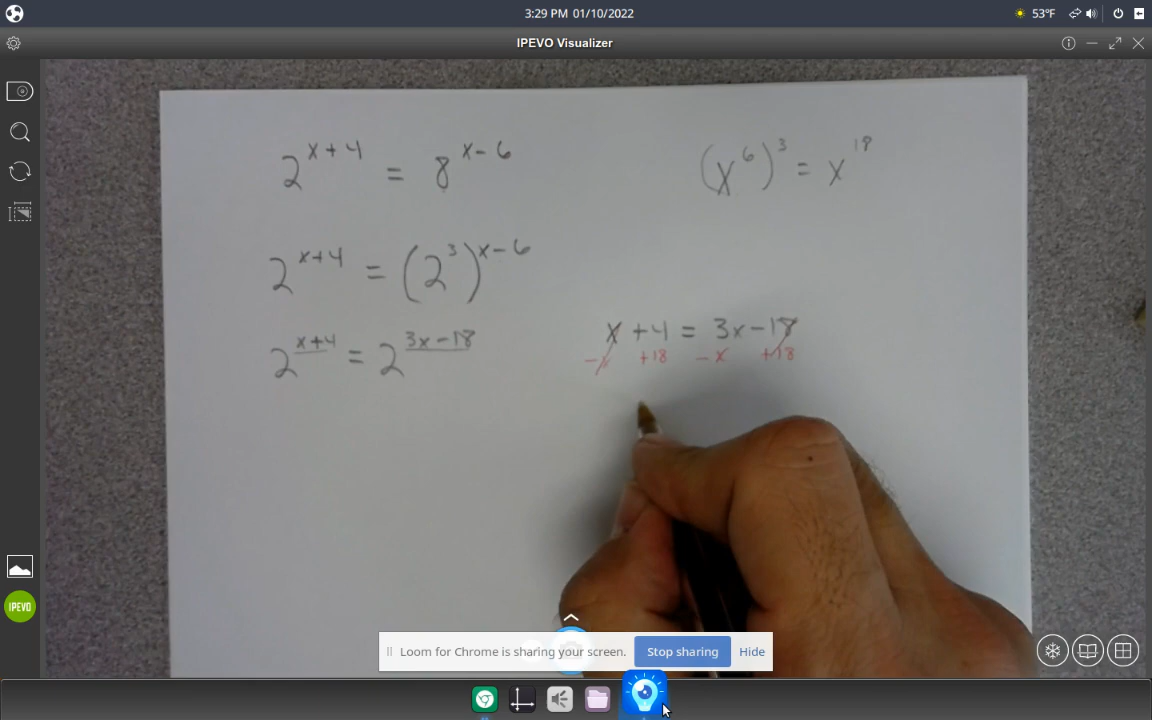 3:29 PM 01/10/2022
53°F
IPEVO Visualizer
2^{x+4} = 8^{x-6}
(x^6)^3 = x^{18}
2^{x+4} = (2^3)^{x-6}
x + 4 = 3x - 18
-x +18 -x +18
2^{x+4} = 2^{3x-18}
IPEVO
Loom for Chrome is sharing your screen.
Stop sharing
Hide